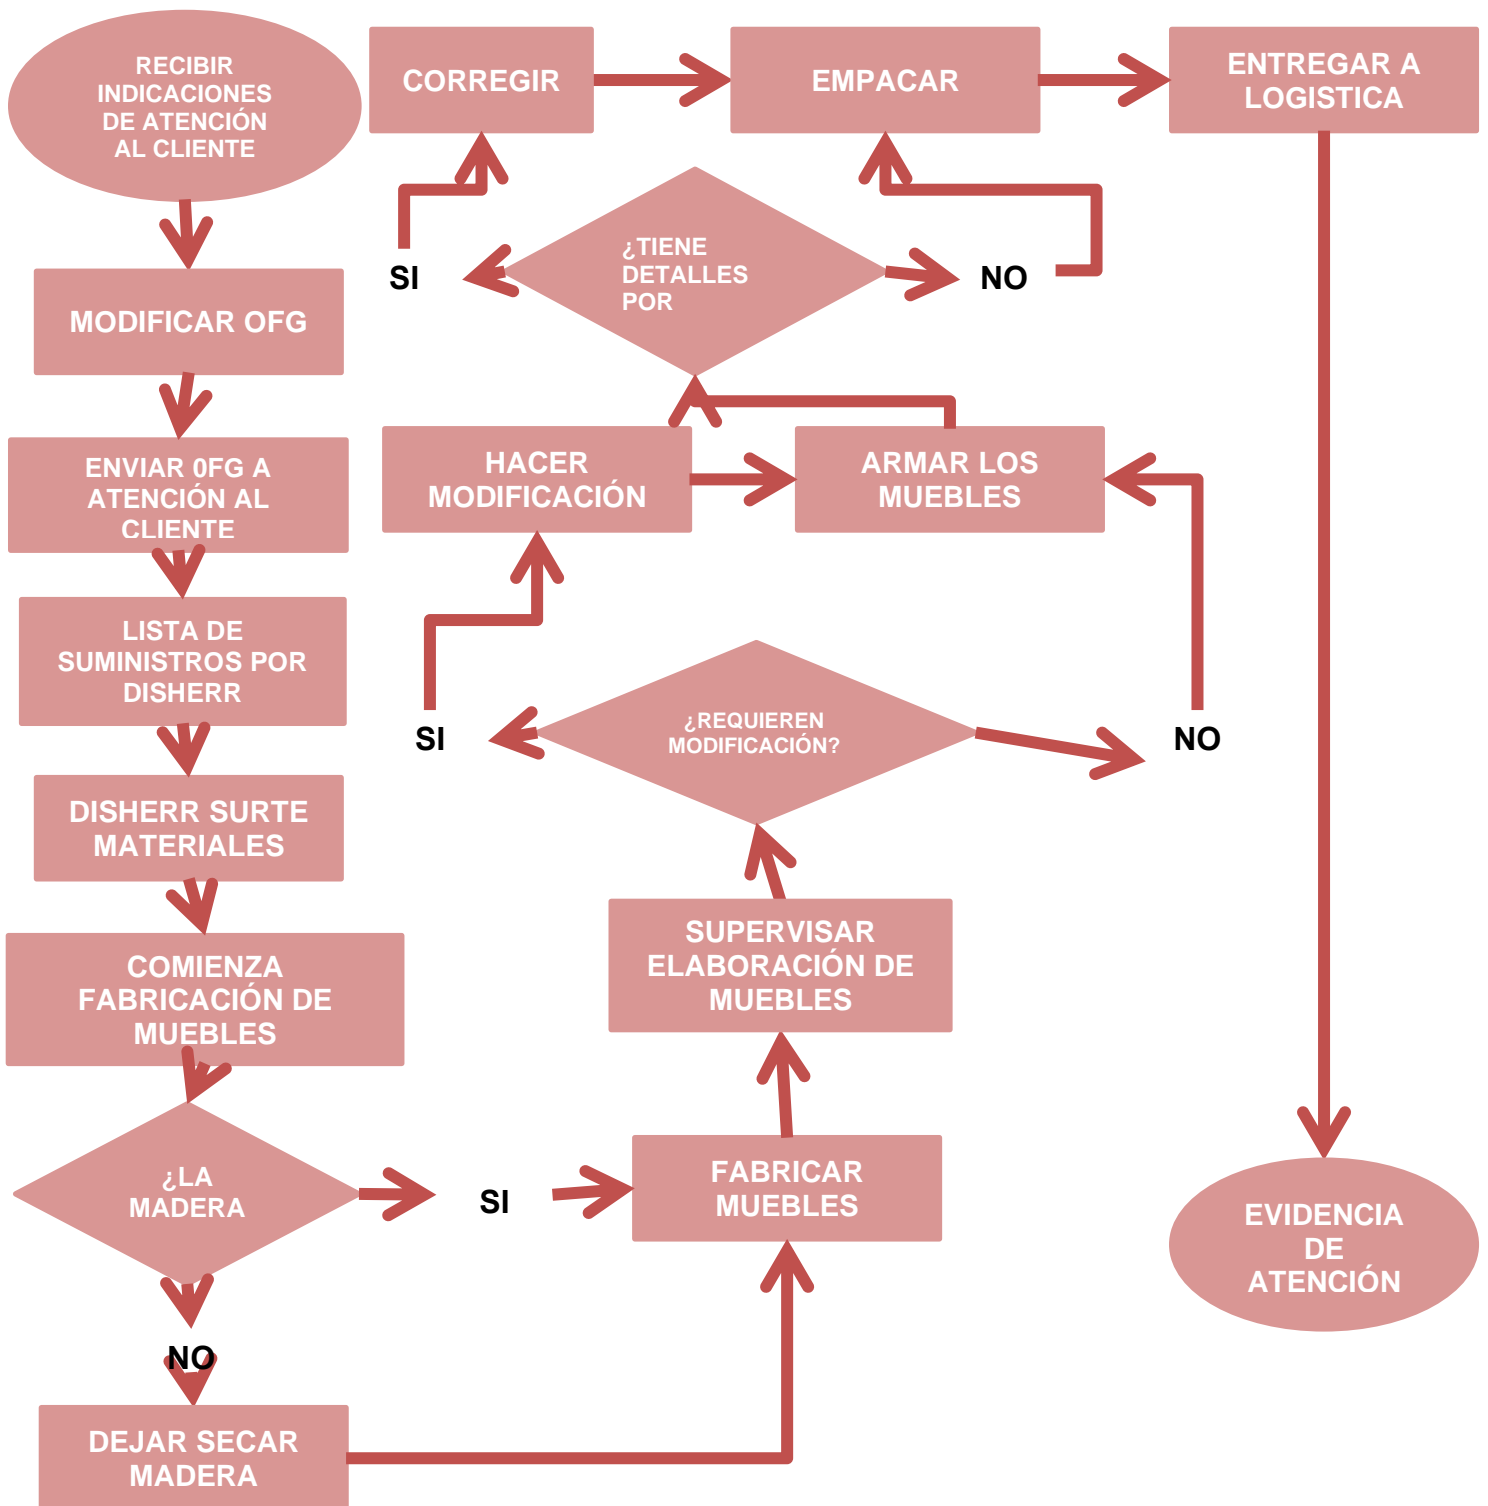 RECIBIR
INDICACIONES
DE ATENCIÓN
AL CLIENTE
MODIFICAR OFG
ENVIAR 0FG A
ATENCIÓN AL
CLIENTE
LISTA DE
SUMINISTROS POR
DISHERR
DISHERR SURTE
MATERIALES
COMIENZA
FABRICACIÓN DE
MUEBLES
¿LA
MADERA
SI
NO
DEJAR SECAR
MADERA
FABRICAR
MUEBLES
SUPERVISAR
ELABORACIÓN DE
MUEBLES
¿REQUIEREN
MODIFICACIÓN?
SI
NO
HACER
MODIFICACIÓN
ARMAR LOS
MUEBLES
¿TIENE
DETALLES
POR
SI
NO
CORREGIR
EMPACAR
ENTREGAR A
LOGISTICA
EVIDENCIA
DE
ATENCIÓN